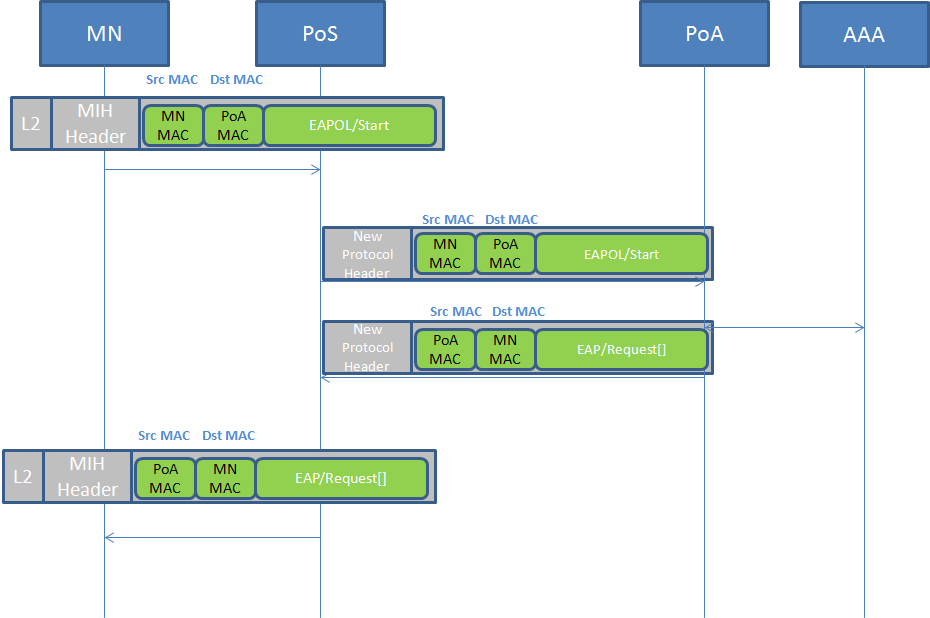 MN PoS PoA AAA
Src MAC Dst MAC
L2 MIH Header MN MAC PoA MAC EAPOL/Start
Src MAC Dst MAC
New Protocol Header MN MAC PoA MAC EAPOL/Start
Src MAC Dst MAC
New Protocol Header PoA MAC MN MAC EAP/Request[]
Src MAC Dst MAC
L2 MIH Header PoA MAC MN MAC EAP/Request[]